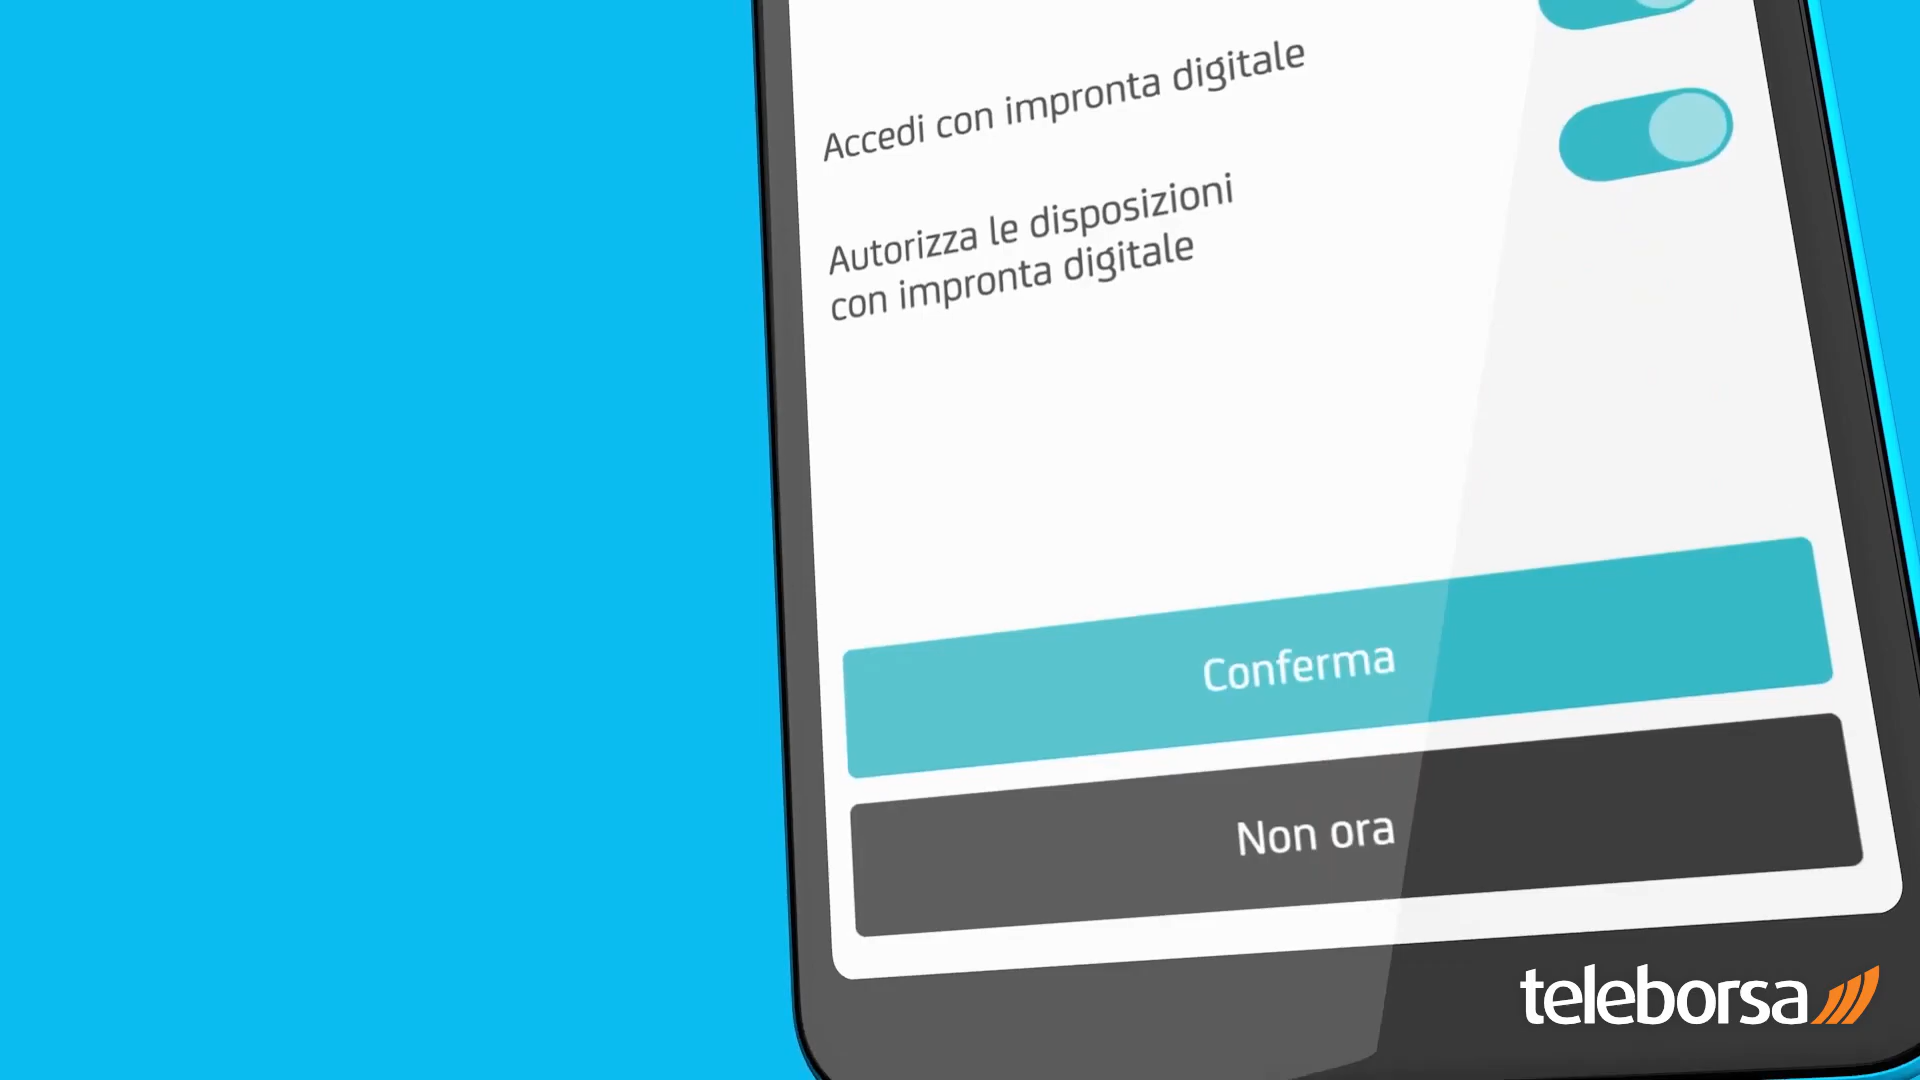 Accedi con impronta digitale
Autorizza le disposizioni
con impronta digitale
Conferma
Non ora
teleborsa